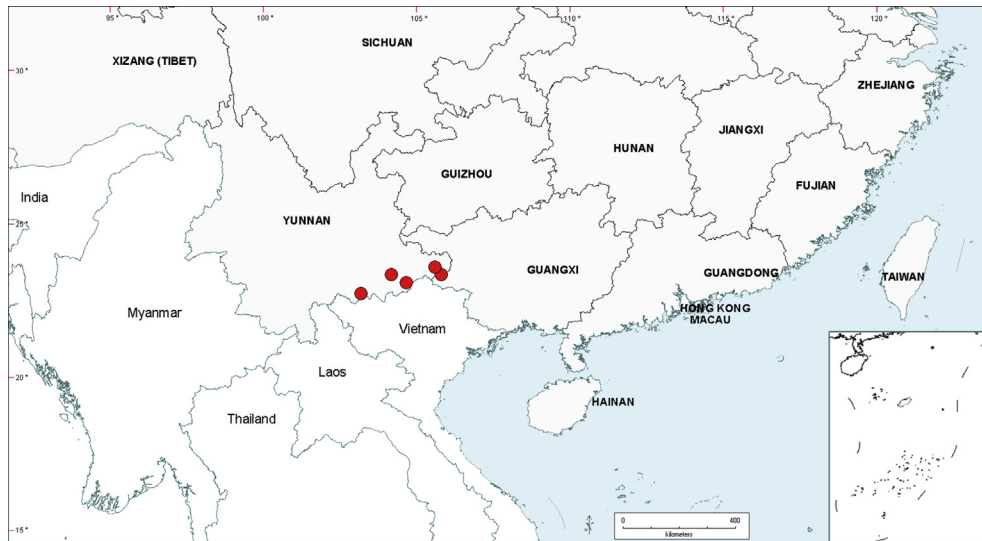 95 °
100 °
105 °
110 °
115 °
120 °
SICHUAN
XIZANG (TIBET)
30 °
ZHEJIANG
JIANGXI
HUNAN
GUIZHOU
FUJIAN
India
YUNNAN
25 °
GUANGXI
GUANGDONG
TAIWAN
Myanmar
HONG KONG
MACAU
Vietnam
Laos
20 °
HAINAN
Thailand
0
400
kilometers
15 °